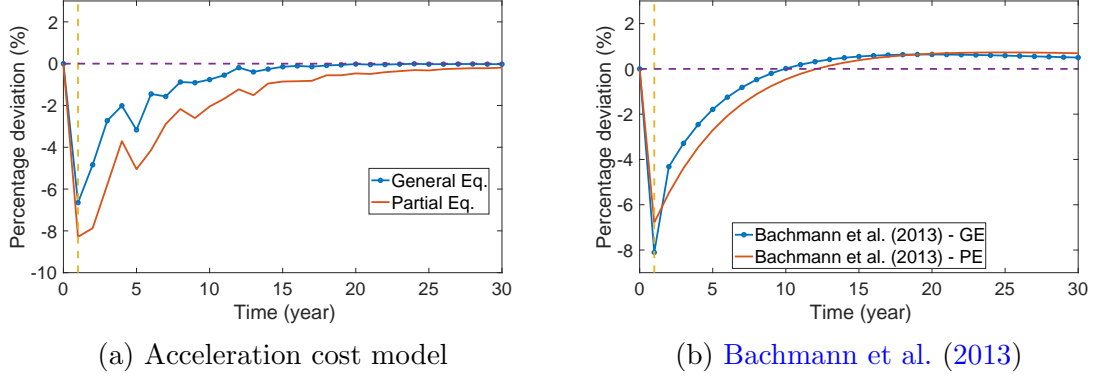 Percentage deviation (%)
2
0
-2
-4
-6
-8
-10
0 5 10 15 20 25 30
Time (year)
General Eq.
Partial Eq.
(a) Acceleration cost model
Percentage deviation (%)
2
0
-2
-4
-6
-8
0 5 10 15 20 25 30
Time (year)
Bachmann et al. (2013) - GE
Bachmann et al. (2013) - PE
(b) Bachmann et al. (2013)